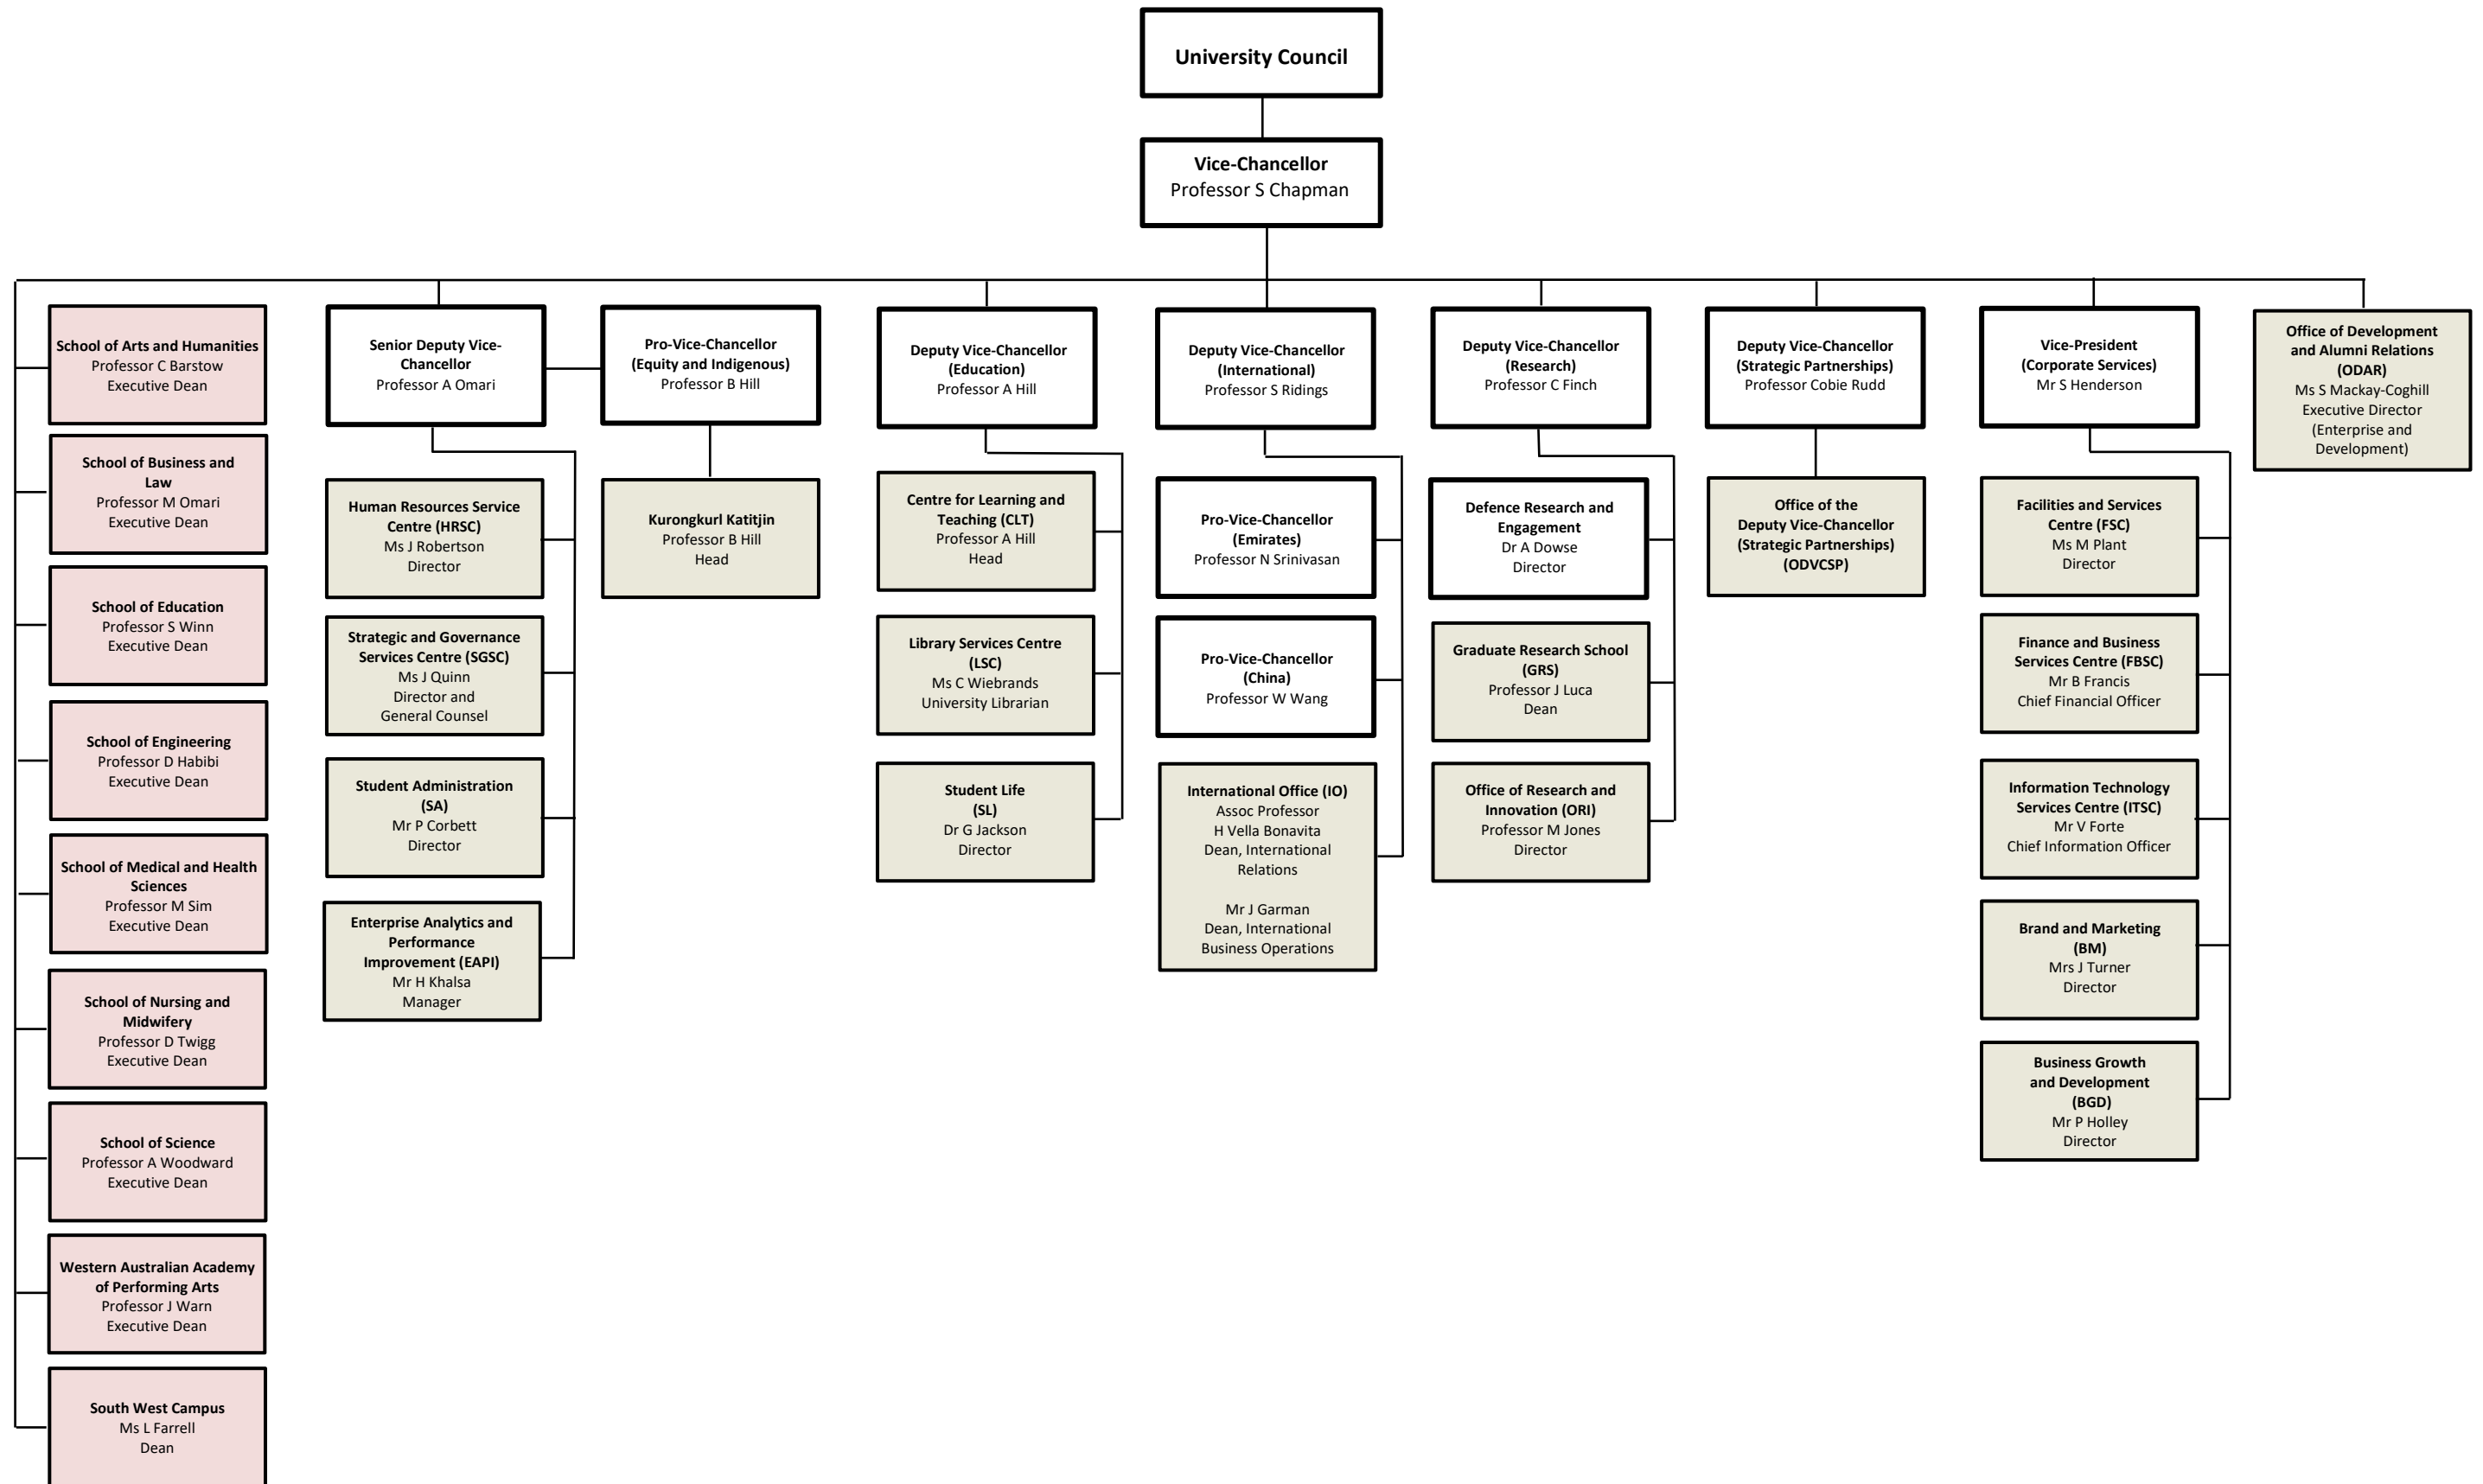 University Council
Vice-Chancellor
Professor S Chapman
School of Arts and Humanities
Professor C Barstow
Executive Dean
School of Business and
Law
Professor M Omari
Executive Dean
School of Education
Professor S Winn
Executive Dean
School of Engineering
Professor D Habibi
Executive Dean
School of Medical and Health
Sciences
Professor M Sim
Executive Dean
School of Nursing and
Midwifery
Professor D Twigg
Executive Dean
School of Science
Professor A Woodward
Executive Dean
Western Australian Academy
of Performing Arts
Professor J Warn
Executive Dean
South West Campus
Ms L Farrell
Dean
Senior Deputy Vice-
Chancellor
Professor A Omari
Human Resources Service
Centre (HRSC)
Ms J Robertson
Director
Strategic and Governance
Services Centre (SGSC)
Ms J Quinn
Director and
General Counsel
Student Administration
(SA)
Mr P Corbett
Director
Enterprise Analytics and
Performance
Improvement (EAPI)
Mr H Khalsa
Manager
Pro-Vice-Chancellor
(Equity and Indigenous)
Professor B Hill
Kurongkurl Katitjin
Professor B Hill
Head
Deputy Vice-Chancellor
(Education)
Professor A Hill
Centre for Learning and
Teaching (CLT)
Professor A Hill
Head
Library Services Centre
(LSC)
Ms C Wiebrands
University Librarian
Student Life
(SL)
Dr G Jackson
Director
Deputy Vice-Chancellor
(International)
Professor S Ridings
Pro-Vice-Chancellor
(Emirates)
Professor N Srinivasan
Pro-Vice-Chancellor
(China)
Professor W Wang
International Office (IO)
Assoc Professor
H Vella Bonavita
Dean, International
Relations
Mr J Garman
Dean, International
Business Operations
Deputy Vice-Chancellor
(Research)
Professor C Finch
Defence Research and
Engagement
Dr A Dowse
Director
Graduate Research School
(GRS)
Professor J Luca
Dean
Office of Research and
Innovation (ORI)
Professor M Jones
Director
Deputy Vice-Chancellor
(Strategic Partnerships)
Professor Cobie Rudd
Office of the
Deputy Vice-Chancellor
(Strategic Partnerships)
(ODVCSP)
Vice-President
(Corporate Services)
Mr S Henderson
Facilities and Services
Centre (FSC)
Ms M Plant
Director
Finance and Business
Services Centre (FBSC)
Mr B Francis
Chief Financial Officer
Information Technology
Services Centre (ITSC)
Mr V Forte
Chief Information Officer
Brand and Marketing
(BM)
Mrs J Turner
Director
Business Growth
and Development
(BGD)
Mr P Holley
Director
Office of Development
and Alumni Relations
(ODAR)
Ms S Mackay-Coghill
Executive Director
(Enterprise and
Development)